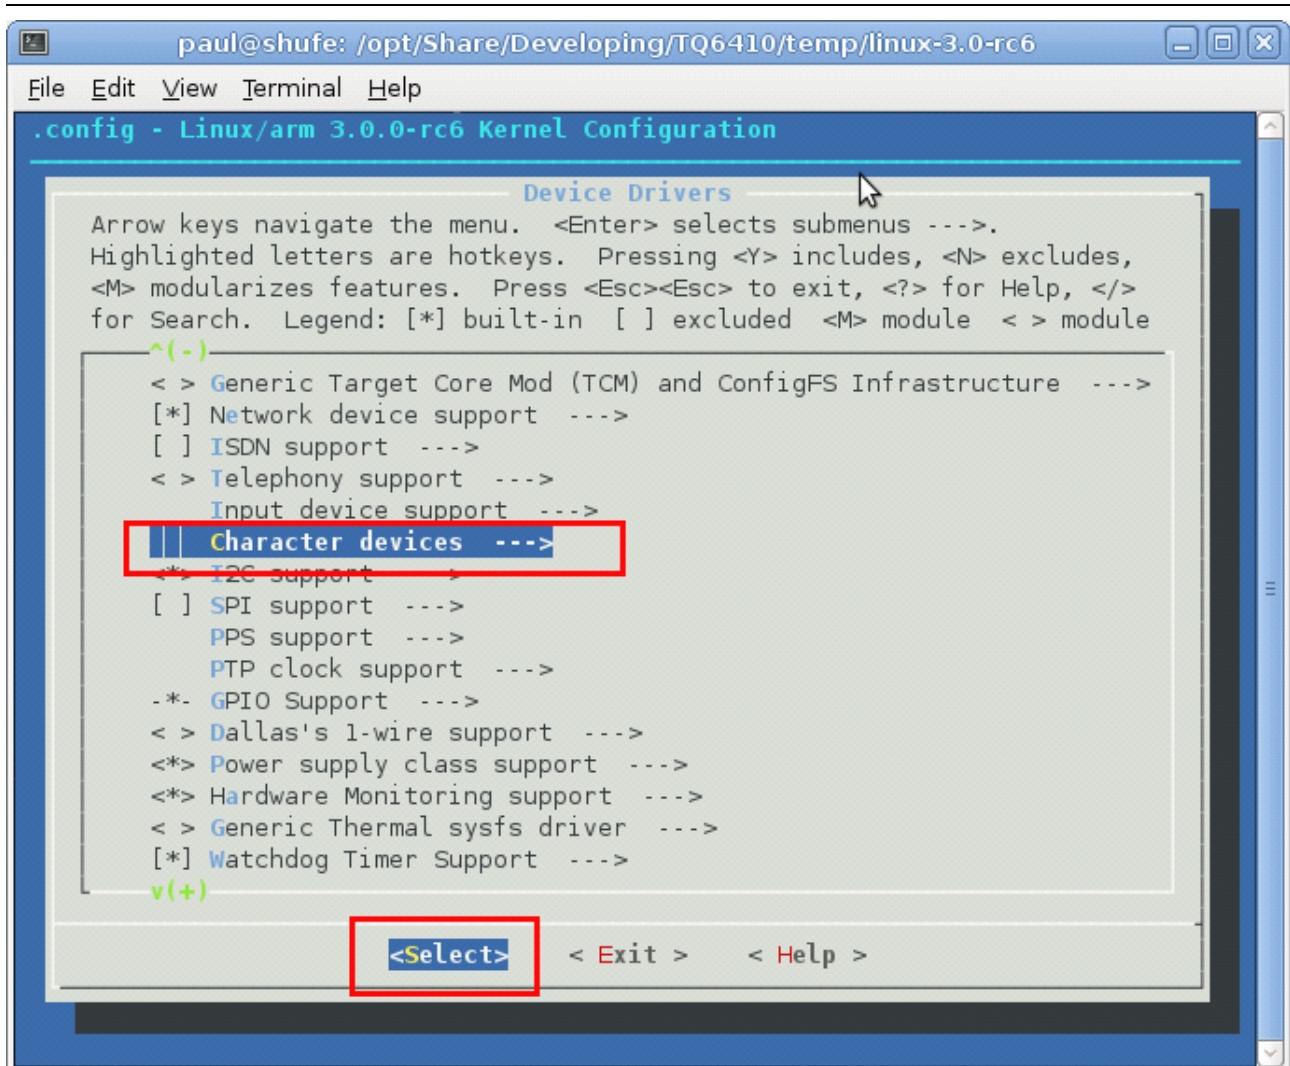 paul@shufe: /opt/Share/Developing/TQ6410/temp/linux-3.0-rc6
File Edit View Terminal Help
.config - Linux/arm 3.0.0-rc6 Kernel Configuration
Device Drivers
Arrow keys navigate the menu. <Enter> selects submenus --->.
Highlighted letters are hotkeys. Pressing <Y> includes, <N> excludes,
<M> modularizes features. Press <Esc><Esc> to exit, <?> for Help, </>
for Search. Legend: [*] built-in [ ] excluded <M> module < > module
^(-)
< > Generic Target Core Mod (TCM) and ConfigFS Infrastructure --->
[*] Network device support --->
[ ] ISDN support --->
< > Telephony support --->
Input device support --->
Character devices --->
<*> I2C support --->
[ ] SPI support --->
PPS support --->
PTP clock support --->
-*- GPIO Support --->
< > Dallas's 1-wire support --->
<*> Power supply class support --->
<*> Hardware Monitoring support --->
< > Generic Thermal sysfs driver --->
[*] Watchdog Timer Support --->
v(+)
<Select> < Exit > < Help >